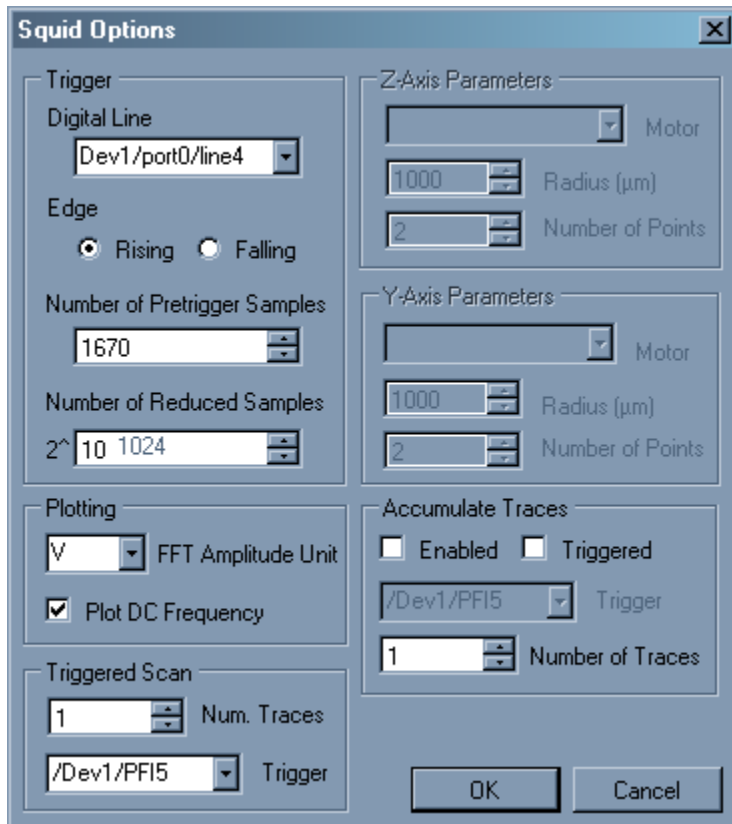 Squid Options
Trigger
Digital Line
Dev1/port0/line4
Edge
Rising Falling
Number of Pretrigger Samples
1670
Number of Reduced Samples
2^ 10 1024
Plotting
V FFT Amplitude Unit
Plot DC Frequency
Triggered Scan
1 Num. Traces
/Dev1/PFI5 Trigger
Z-Axis Parameters
Motor
1000 Radius (µm)
2 Number of Points
Y-Axis Parameters
Motor
1000 Radius (µm)
2 Number of Points
Accumulate Traces
Enabled Triggered
/Dev1/PFI5 Trigger
1 Number of Traces
OK Cancel